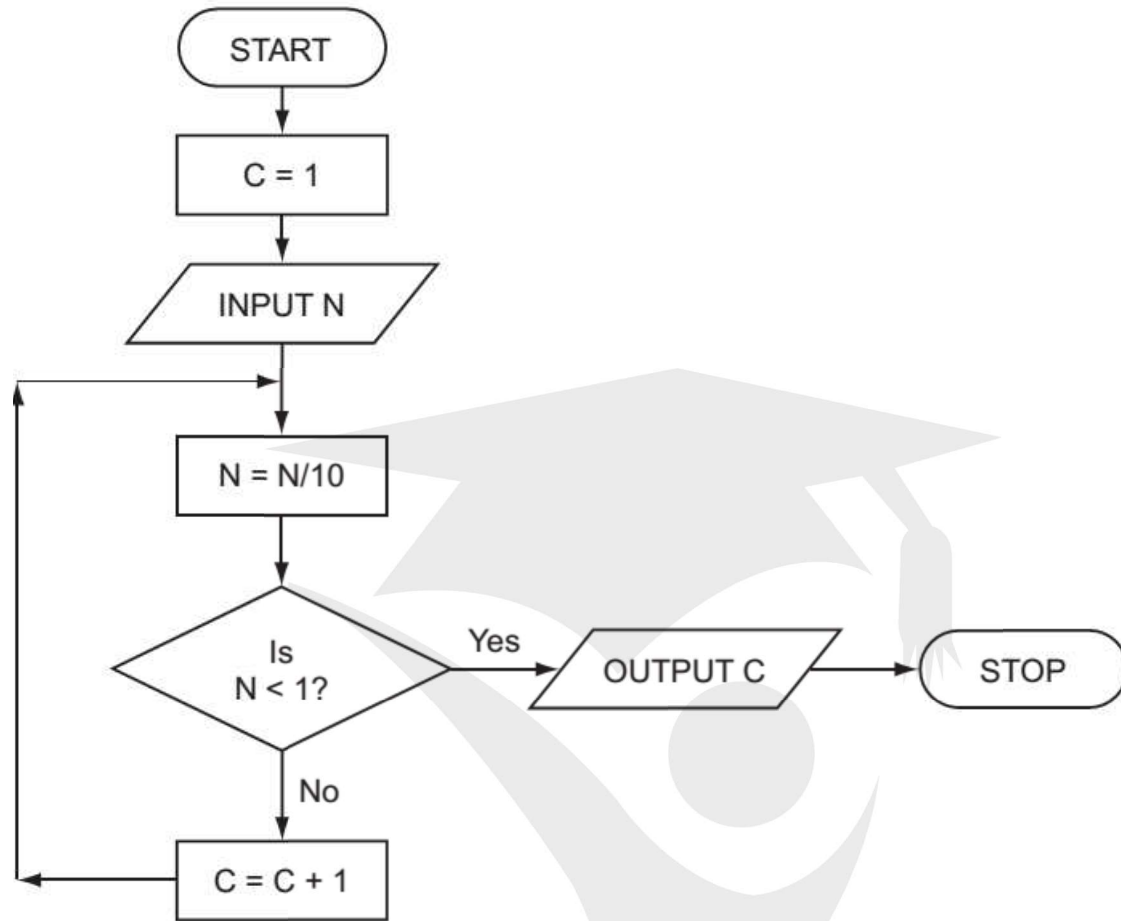 START
C = 1
INPUT N
N = N/10
Is
N < 1?
Yes
OUTPUT C
STOP
No
C = C + 1